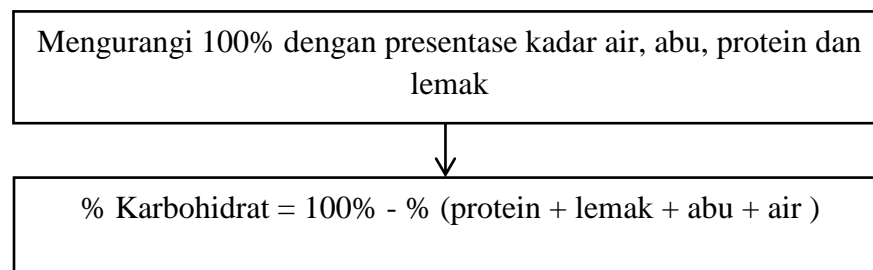 Mengurangi 100% dengan presentase kadar air, abu, protein dan
lemak
% Karbohidrat = 100% - % (protein + lemak + abu + air )